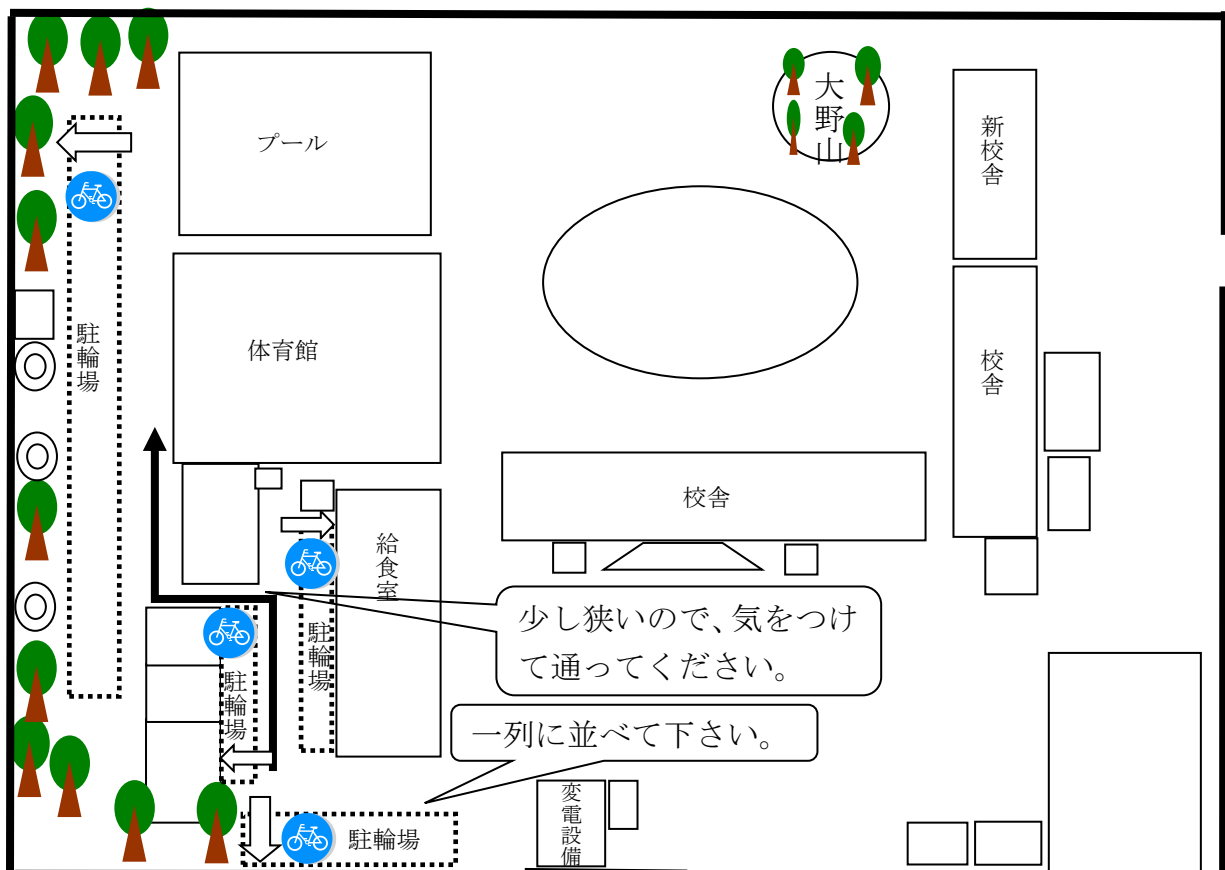 大野山
新校舎
プール
駐輪場
体育館
校舎
校舎
給食室
少し狭いので、気をつけ
て通ってください。
駐輪場
駐輪場
一列に並べて下さい。
変電設備
駐輪場